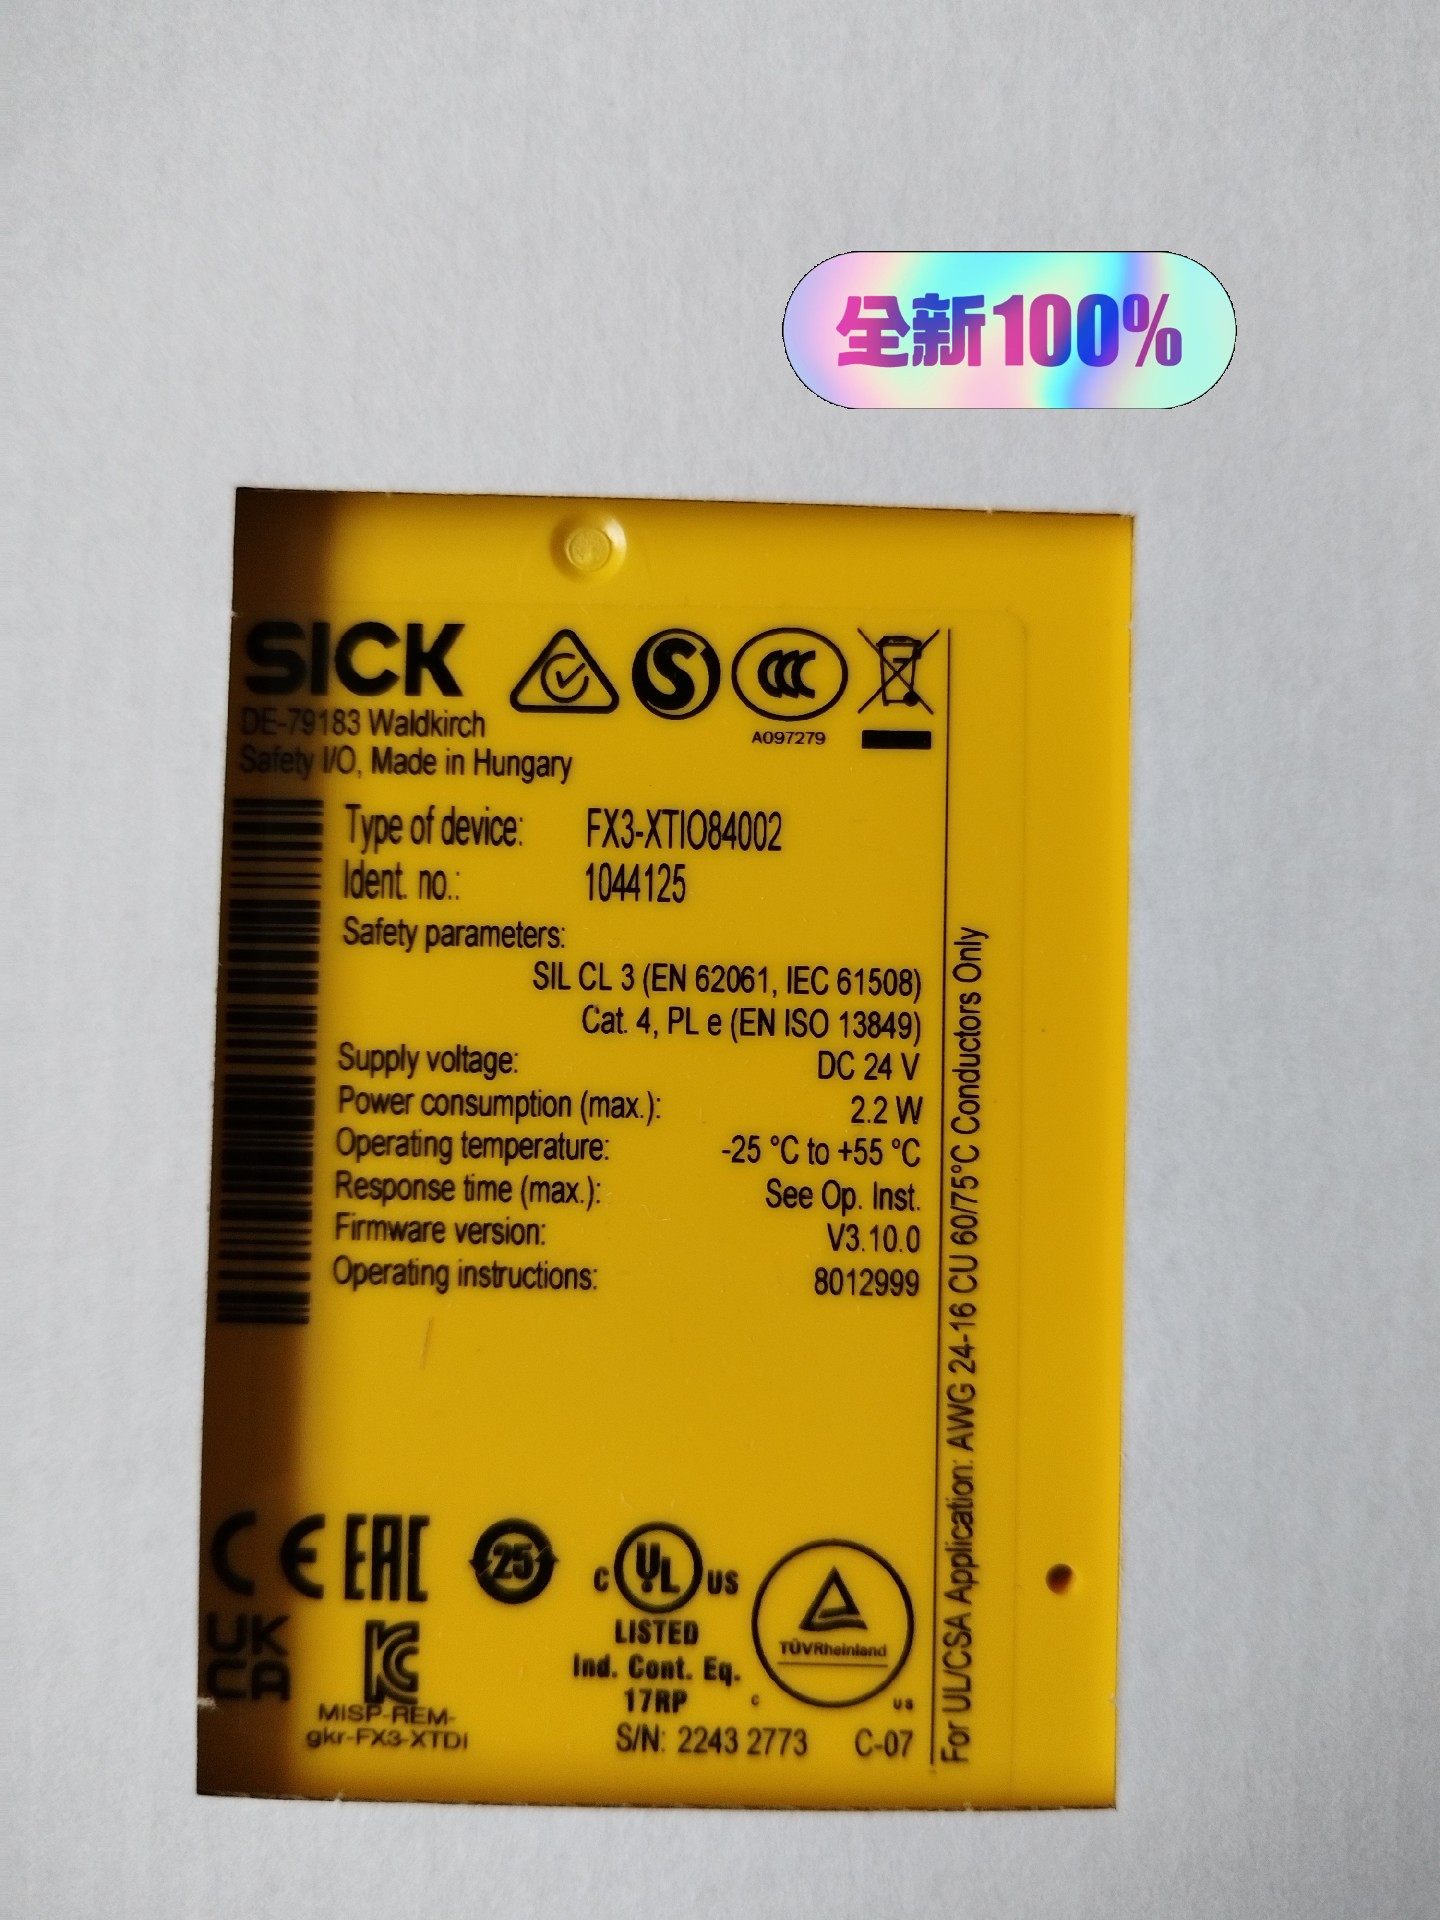 全新100%
SICK
DE-79183 Waldkirch
Safety I/O, Made in Hungary
A097279
Type of device: FX3-XTIO84002
Ident. no.: 1044125
Safety parameters:
SIL CL 3 (EN 62061, IEC 61508)
Cat. 4, PL e (EN ISO 13849)
Supply voltage: DC 24 V
Power consumption (max.): 2.2 W
Operating temperature: -25 °C to +55 °C
Response time (max.): See Op. Inst.
Firmware version: V3.10.0
Operating instructions: 8012999
For UL/CSA Application: AWG 24-16 CU 60/75°C Conductors Only
CE EAC 25 C UL US
LISTED
Ind. Cont. Eq.
17RP
TÜVRheinland
C US
UK
CA
MISP-REM-
gkr-FX3-XTDI
S/N: 2243 2773 C-07